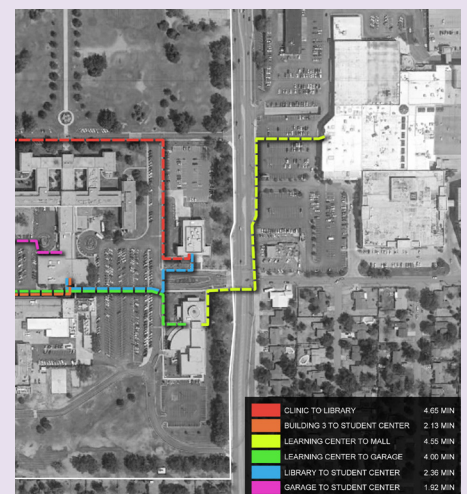 CLINIC TO LIBRARY 4.65 MIN
BUILDING 3 TO STUDENT CENTER 2.13 MIN
LEARNING CENTER TO MALL 4.55 MIN
LEARNING CENTER TO GARAGE 4.00 MIN
LIBRARY TO STUDENT CENTER 2.36 MIN
GARAGE TO STUDENT CENTER 1.92 MIN